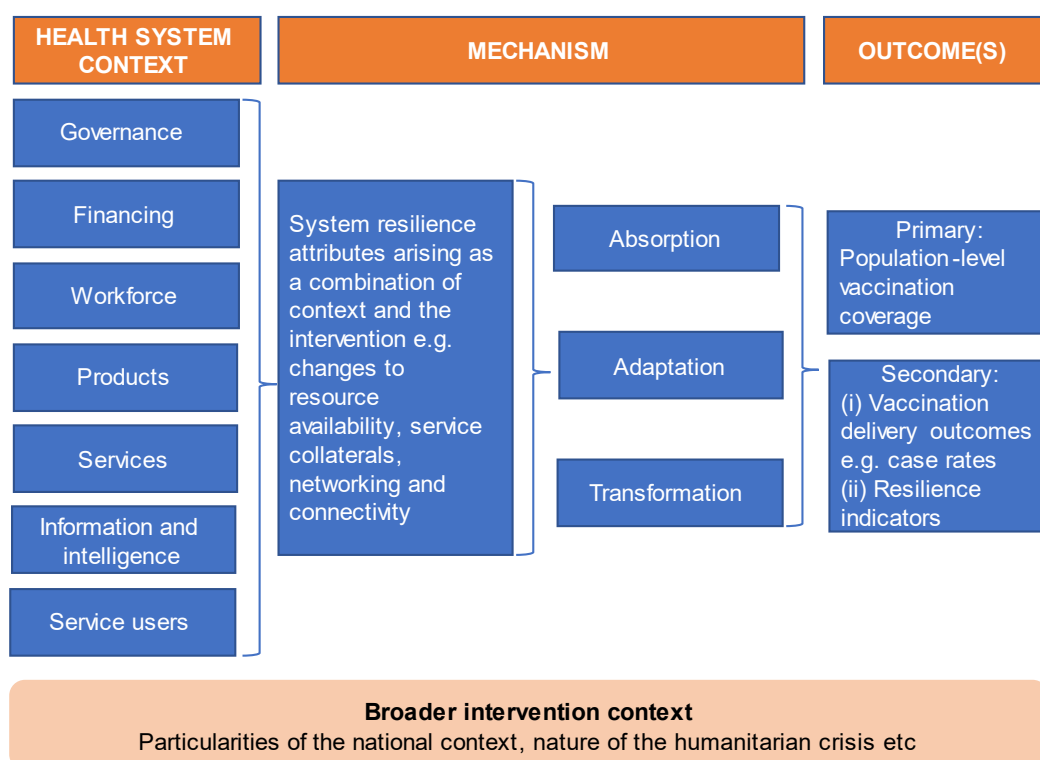 HEALTH SYSTEM
CONTEXT
MECHANISM
OUTCOME(S)
Governance
Financing
Workforce
Products
Services
Information and
intelligence
Service users
System resilience
attributes arising as
a combination of
context and the
intervention e.g.
changes to
resource
availability, service
collaterals,
networking and
connectivity
Absorption
Adaptation
Transformation
Primary:
Population-level
vaccination
coverage
Secondary:
(i) Vaccination
delivery outcomes
e.g. case rates
(ii) Resilience
indicators
Broader intervention context
Particularities of the national context, nature of the humanitarian crisis etc